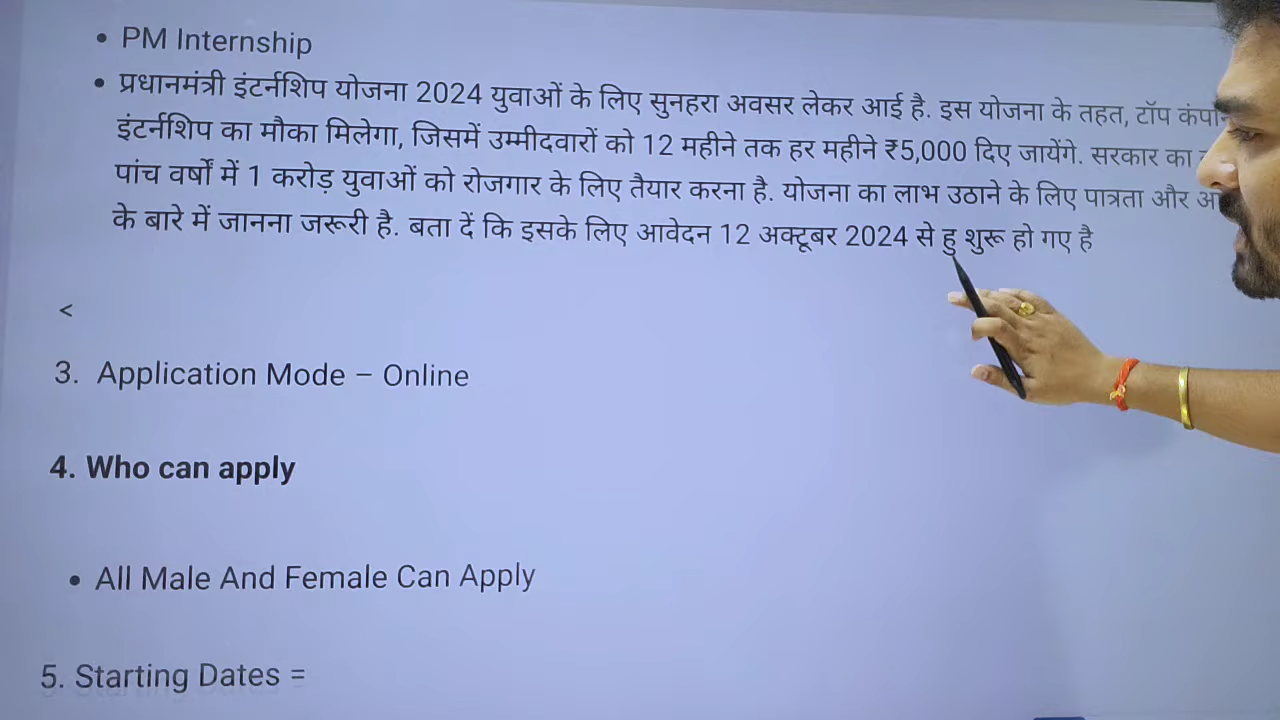 • PM Internship
• प्रधानमंत्री इंटर्नशिप योजना 2024 युवाओं के लिए सुनहरा अवसर लेकर आई है. इस योजना के तहत, टॉप
इंटर्नशिप का मौका मिलेगा, जिसमें उम्मीदवारों को 12 महीने तक हर महीने ₹5,000 दिए जायेंगे. सरकार का
पांच वर्षों में 1 करोड़ युवाओं को रोजगार के लिए तैयार करना है. योजना का लाभ उठाने के लिए पात्रता और
के बारे में जानना जरूरी है. बता दें कि इसके लिए आवेदन 12 अक्टूबर 2024 से हु शुरू हो गए है
<
3. Application Mode – Online
4. Who can apply
• All Male And Female Can Apply
5. Starting Dates =